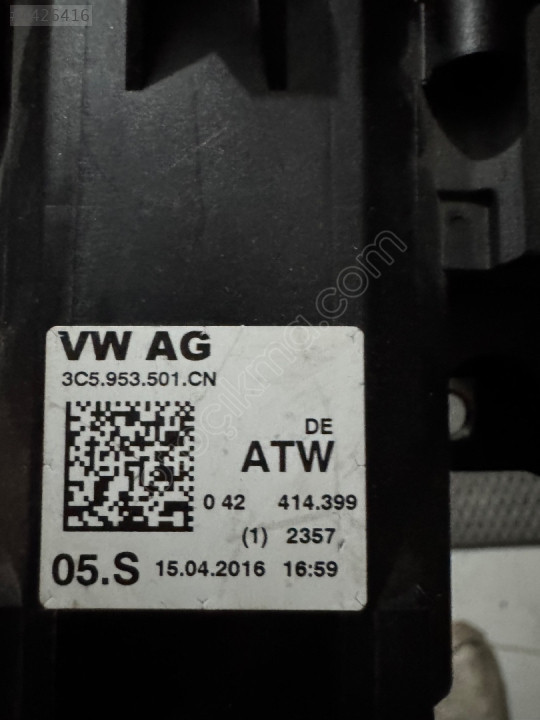 425416
VW AG
3C5.953.501.CN
DE
ATW
0 42 414.399
(1) 2357
05.S 15.04.2016 16:59